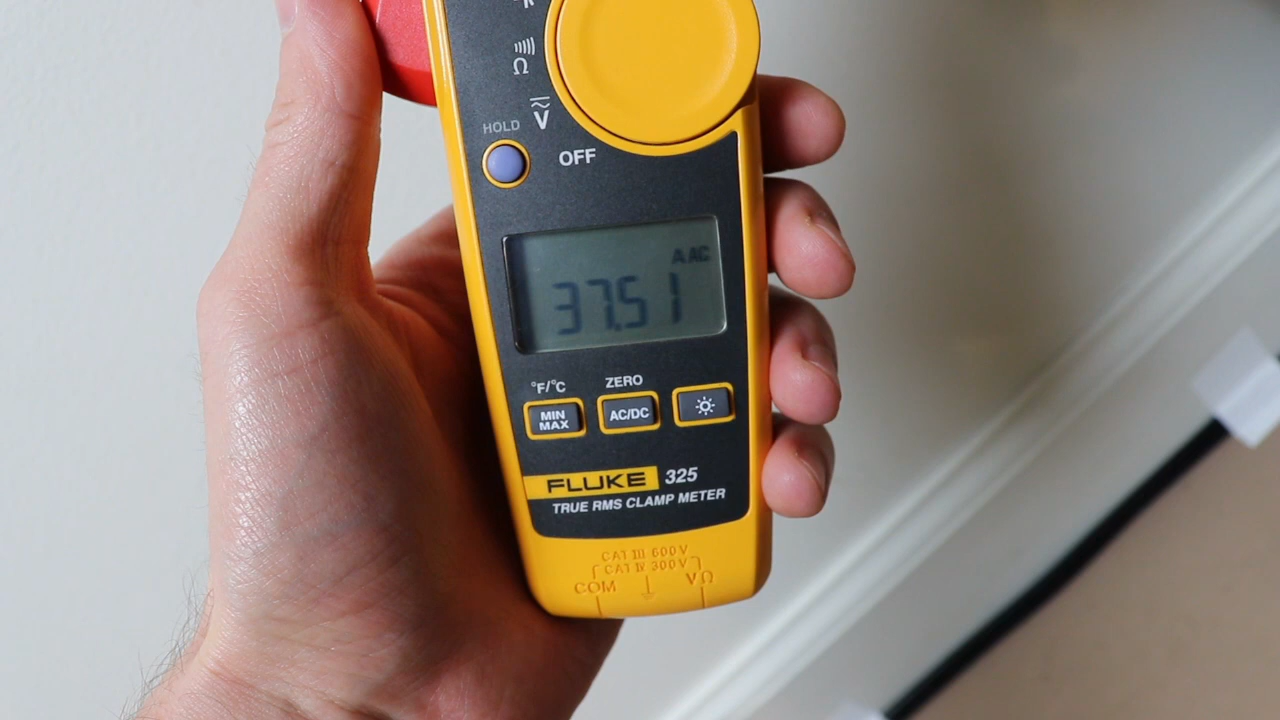 Ω
V
HOLD
OFF
A AC
37.51
°F/°C
ZERO
MIN MAX
AC/DC
FLUKE 325
TRUE RMS CLAMP METER
CAT III 600V
CAT IV 300V
COM
VΩ